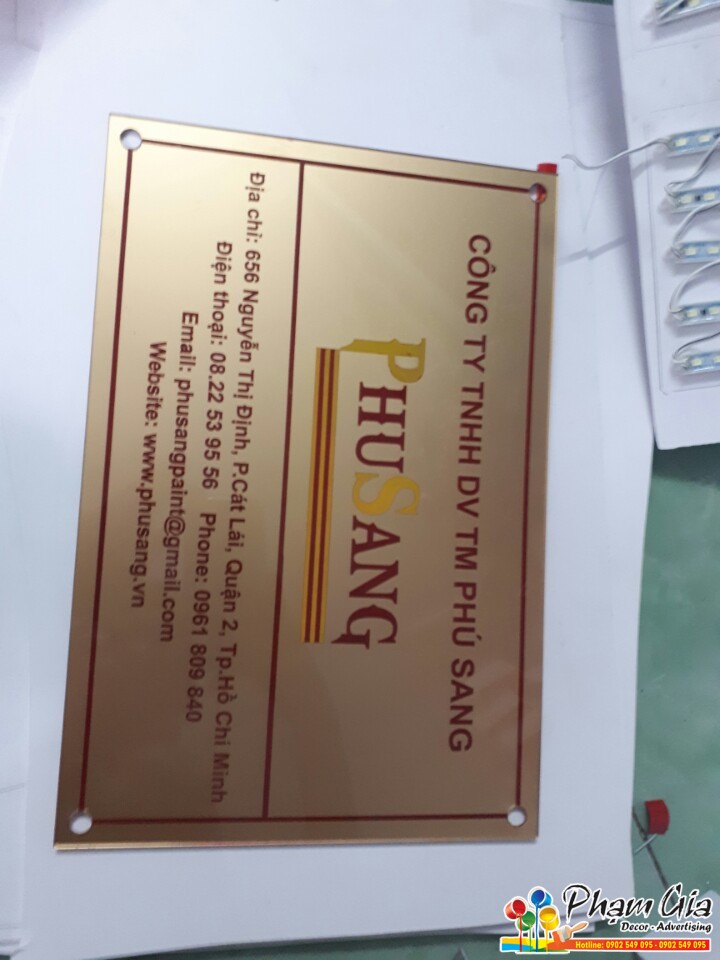 CÔNG TY TNHH DV TM PHÚ SANG
PHUSANG
Địa chỉ: 656 Nguyễn Thị Định, P.Cát Lái, Quận 2, Tp.Hồ Chí Minh
Điện thoại: 08.22 53 95 56 Phone: 0961 809 840
Email: phusangpaint@gmail.com
Website: www.phusang.vn
Phạm Gia
Decor - Advertising
Hotline: 0902 549 095 - 0902 549 095